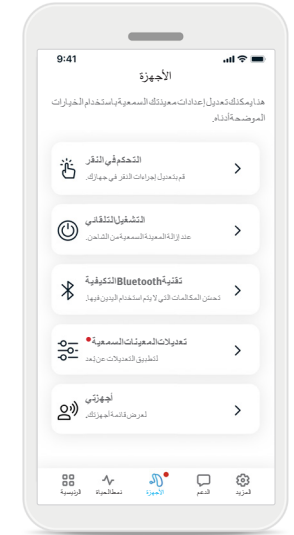 9:41
الأجهزة
هنا يمكنك تعديل إعدادات معينتك السمعية باستخدام الخيارات
الموضحة أدناه.
التحكم في النقر
قم بتعديل إجراءات النقر في جهازك.
التشغيل التلقائي
عند إزالة المعينة السمعية من الشاحن.
تقنية Bluetooth التكيفية
تحسّن المكالمات التي لا يتم استخدام اليدين فيها.
تعديلات المعينات السمعية
لتطبيق التعديلات عن بُعد
أجهزتي
لعرض قائمة أجهزتك.
المزيد
الدعم
الأجهزة
نمط الحياة
الرئيسية